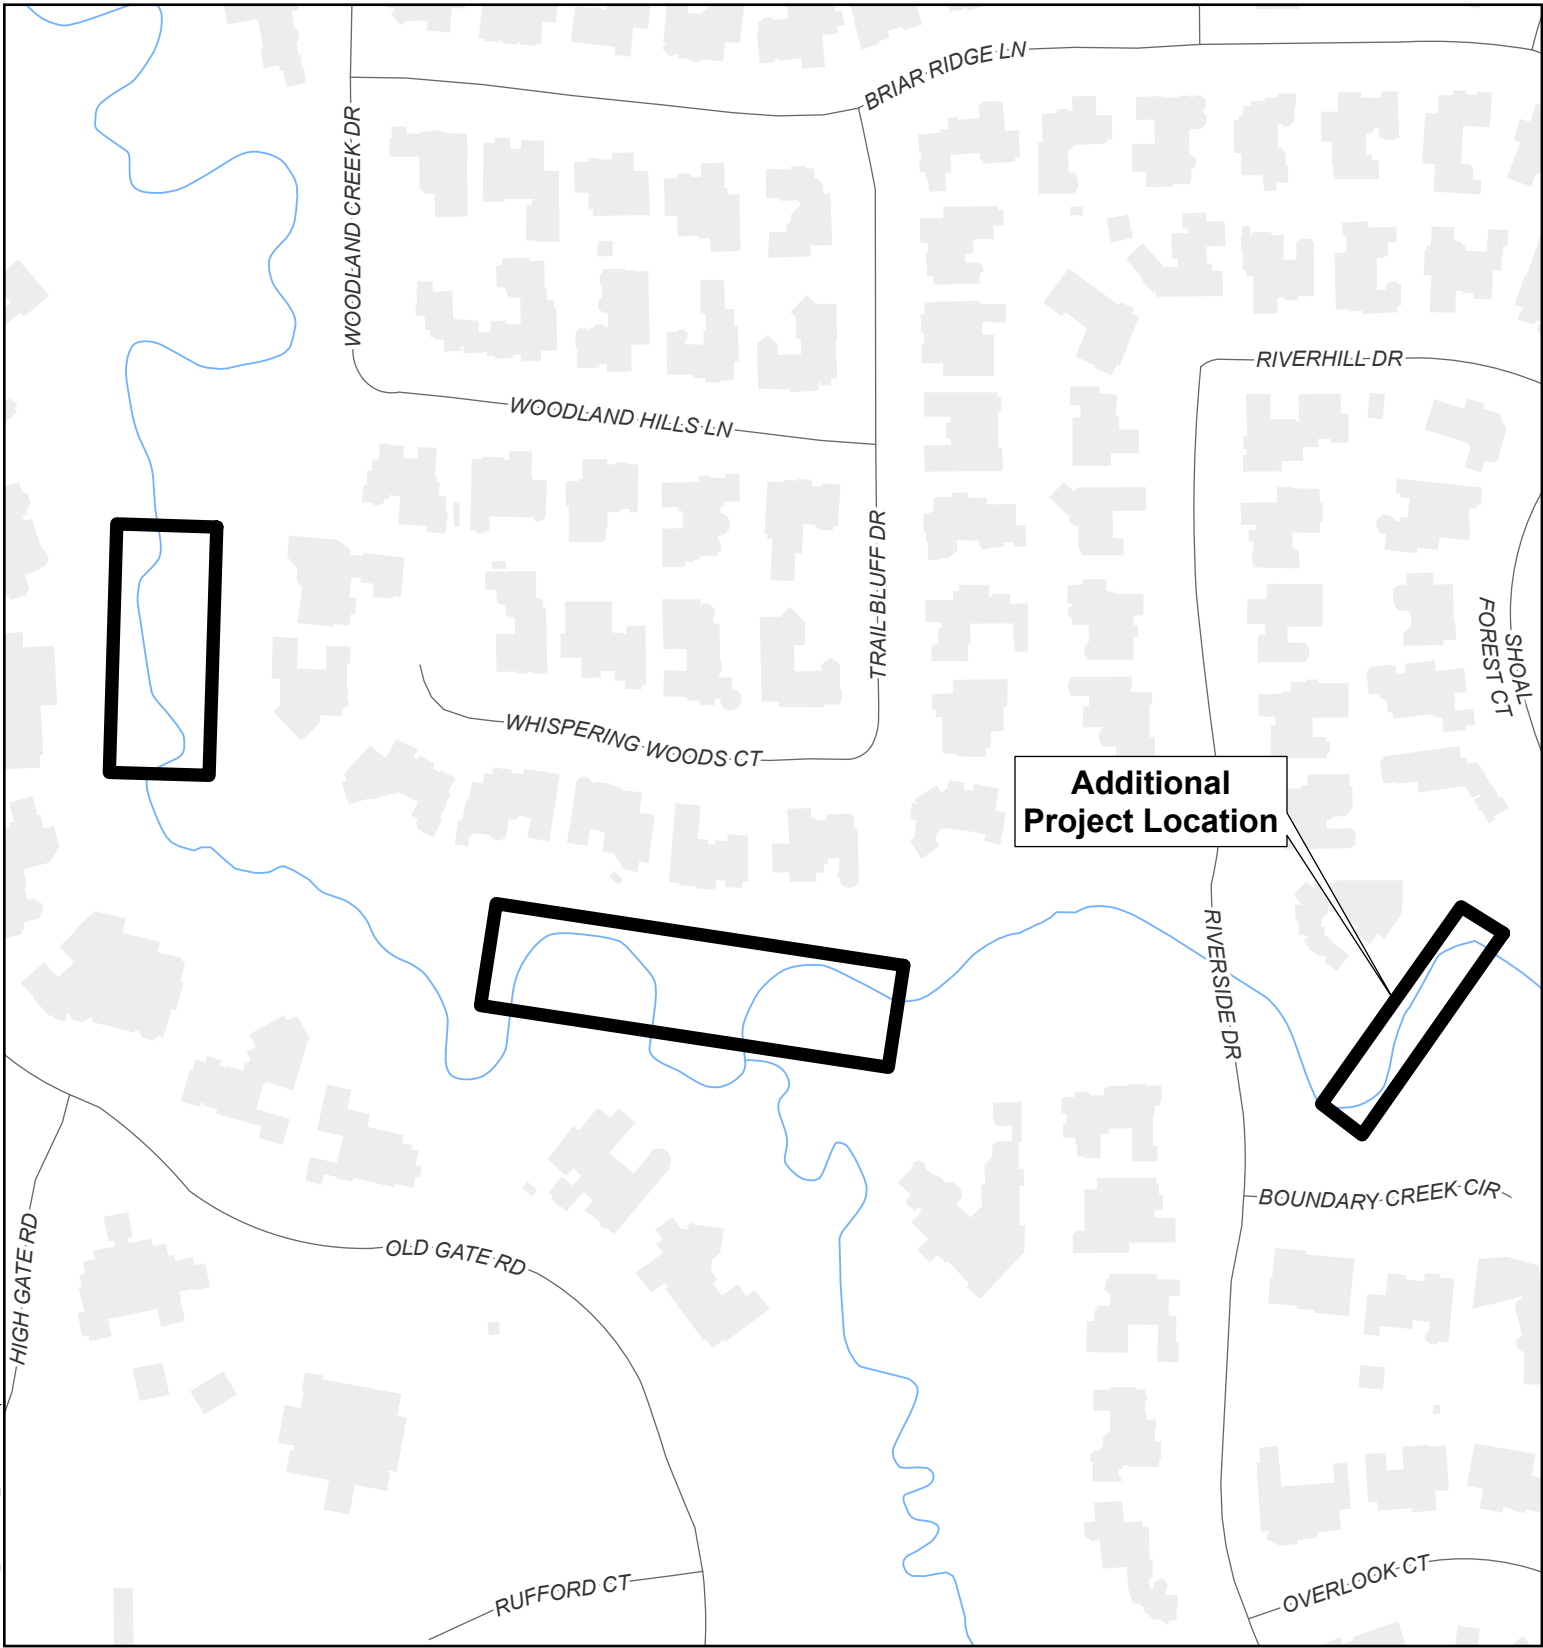 BRIAR RIDGE LN
WOODLAND CREEK DR
RIVERHILL DR
WOODLAND HILLS LN
TRAIL BLUFF DR
SHOAL
FOREST CT
WHISPERING WOODS CT
Additional
Project Location
RIVERSIDE DR
BOUNDARY CREEK CIR
OLD GATE RD
HIGH GATE RD
OVERLOOK CT
RUFFORD CT